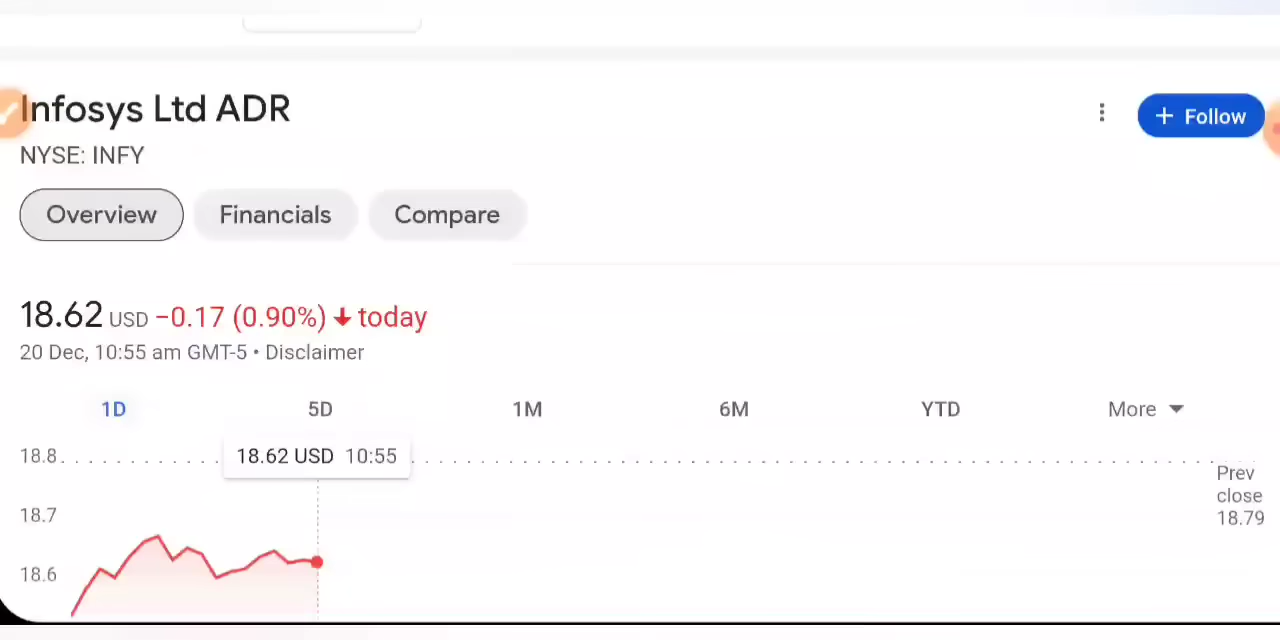 Infosys Ltd ADR
+ Follow
NYSE: INFY
Overview Financials Compare
18.62 USD −0.17 (0.90%) ↓ today
20 Dec, 10:55 am GMT-5 • Disclaimer
1D 5D 1M 6M YTD More
18.8
18.62 USD 10:55
Prev
close
18.79
18.7
18.6